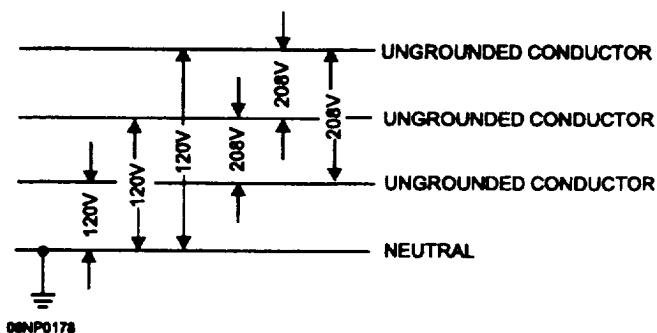 UNGROUNDED CONDUCTOR
208V
UNGROUNDED CONDUCTOR
120V
208V
208V
UNGROUNDED CONDUCTOR
120V
120V
NEUTRAL
08NP0178